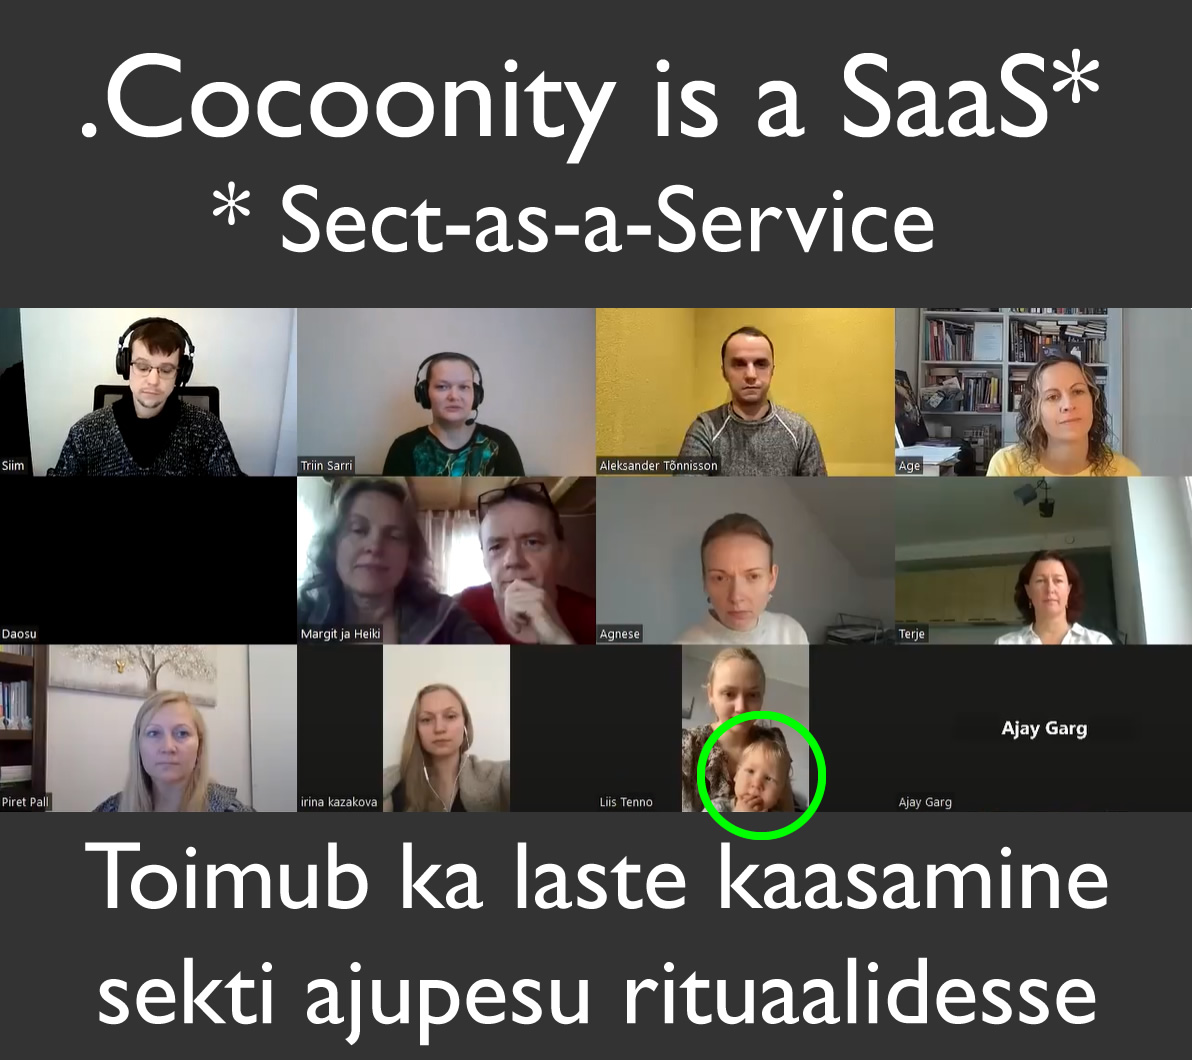 .Cocoonity is a SaaS*
* Sect-as-a-Service
Siim
Triin Sarri
Aleksander Tõnnisson
Age
Daosu
Margit ja Heiki
Agnese
Terje
Piret Pall
irina kazakova
Liis Tenno
Ajay Garg
Ajay Garg
Toimub ka laste kaasamine
sekti ajupesu rituaalidesse